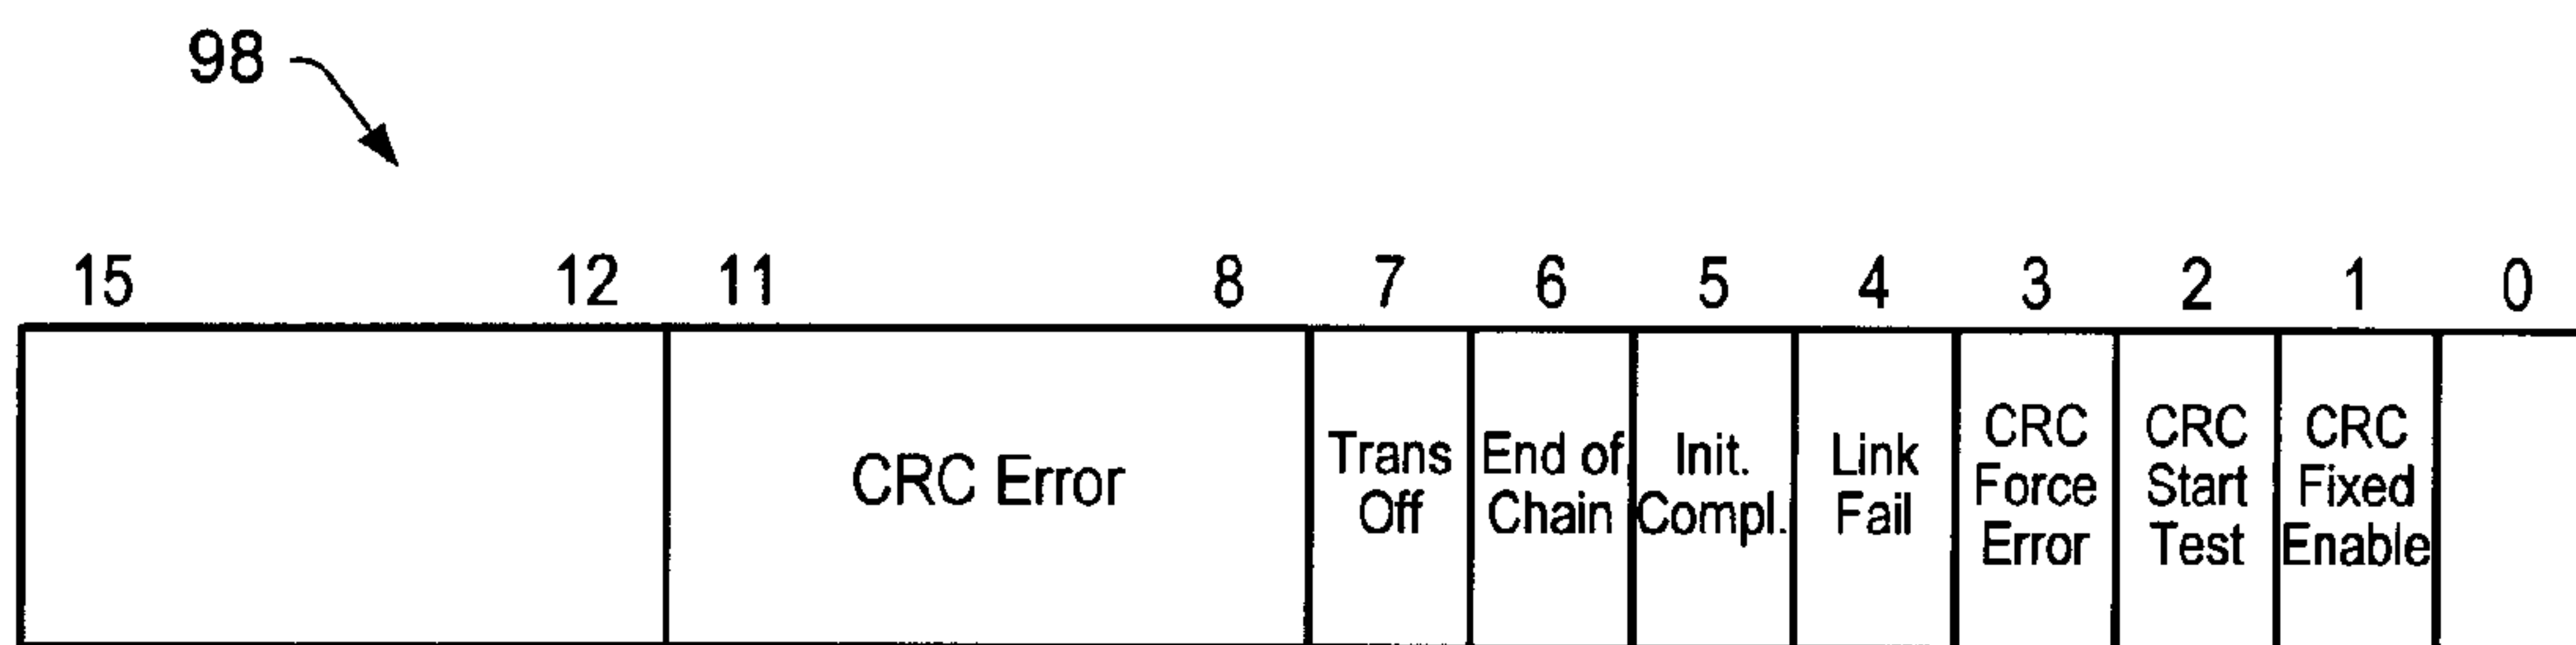 98
15 12 11 8 7 6 5 4 3 2 1 0
CRC Error
Trans
Off
End of
Chain
Init.
Compl.
Link
Fail
CRC
Force
Error
CRC
Start
Test
CRC
Fixed
Enable